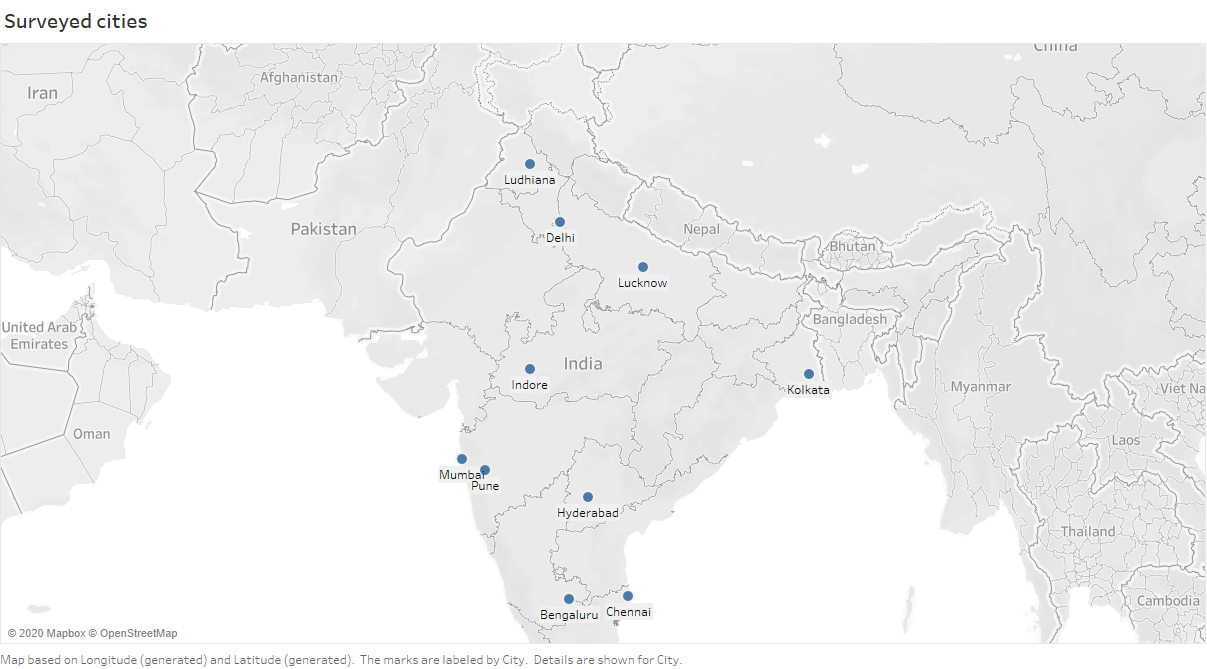 Surveyed cities
China
Afghanistan
Iran
Ludhiana
Pakistan
Nepal
Delhi
Bhutan
Lucknow
United Arab
Emirates
Bangladesh
India
Indore
Kolkata
Myanmar
Viet Na
Oman
Laos
Mumbai
Pune
Hyderabad
Thailand
Cambodia
Bengaluru
Chennai
© 2020 Mapbox © OpenStreetMap
Map based on Longitude (generated) and Latitude (generated).  The marks are labeled by City.  Details are shown for City.